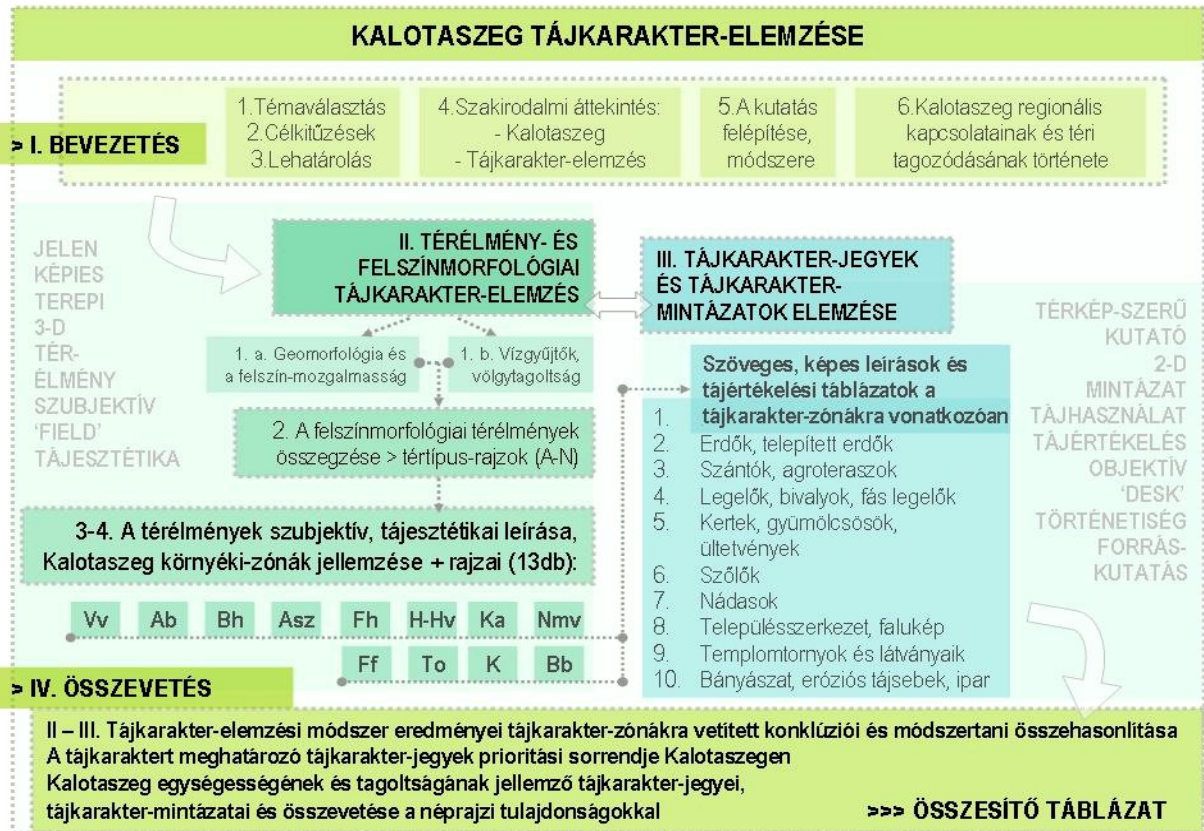 KALOTASZEG TÁJKARAKTER-ELEMZÉSE
> I. BEVEZETÉS
1.Témaválasztás
2.Célkitűzések
3.Lehatárolás
4.Szakirodalmi áttekintés:
- Kalotaszeg
- Tájkarakter-elemzés
5.A kutatás
felépítése,
módszere
6.Kalotaszeg regionális
kapcsolatainak és téri
tagozódásának története
JELEN
KÉPIES
TEREPI
3-D
TÉR-
ÉLMÉNY
SZUBJEKTÍV
'FIELD'
TÁJESZTÉTIKA
II. TÉRÉLMÉNY- ÉS
FELSZÍNMORFOLÓGIAI
TÁJKARAKTER-ELEMZÉS
1. a. Geomorfológia és
a felszín-mozgalmasság
1. b. Vízgyűjtők,
völgytagoltság
2. A felszínmorfológiai térélmények
összegzése > tértípus-rajzok (A-N)
3-4. A térélmények szubjektív, tájesztétikai leírása,
Kalotaszeg környéki-zónák jellemzése + rajzai (13db):
Vv Ab Bh Asz Fh H-Hv Ka Nmv
Ff To K Bb
III. TÁJKARAKTER-JEGYEK
ÉS TÁJKARAKTER-
MINTÁZATOK ELEMZÉSE
Szöveges, képes leírások és
tájértékelési táblázatok a
tájkarakter-zónákra vonatkozóan
1.
2. Erdők, telepített erdők
3. Szántók, agroteraszok
4. Legelők, bivalyok, fás legelők
5. Kertek, gyümölcsösök,
ültetvények
6. Szőlők
7. Nádasok
8. Településszerkezet, falukép
9. Templomtornyok és látványaik
10. Bányászat, eróziós tájsebek, ipar
TÉRKÉP-SZERŰ
KUTATÓ
2-D
MINTÁZAT
TÁJHASZNÁLAT
TÁJÉRTÉKELÉS
OBJEKTÍV
'DESK'
TÖRTÉNETISÉG
FORRÁS-
KUTATÁS
> IV. ÖSSZEVETÉS
II – III. Tájkarakter-elemzési módszer eredményei tájkarakter-zónákra vetített konklúziói és módszertani összehasonlítása
A tájkaraktert meghatározó tájkarakter-jegyek prioritási sorrendje Kalotaszegen
Kalotaszeg egységességének és tagoltságának jellemző tájkarakter-jegyei,
tájkarakter-mintázatai és összevetése a néprajzi tulajdonságokkal
>>> ÖSSZESÍTŐ TÁBLÁZAT